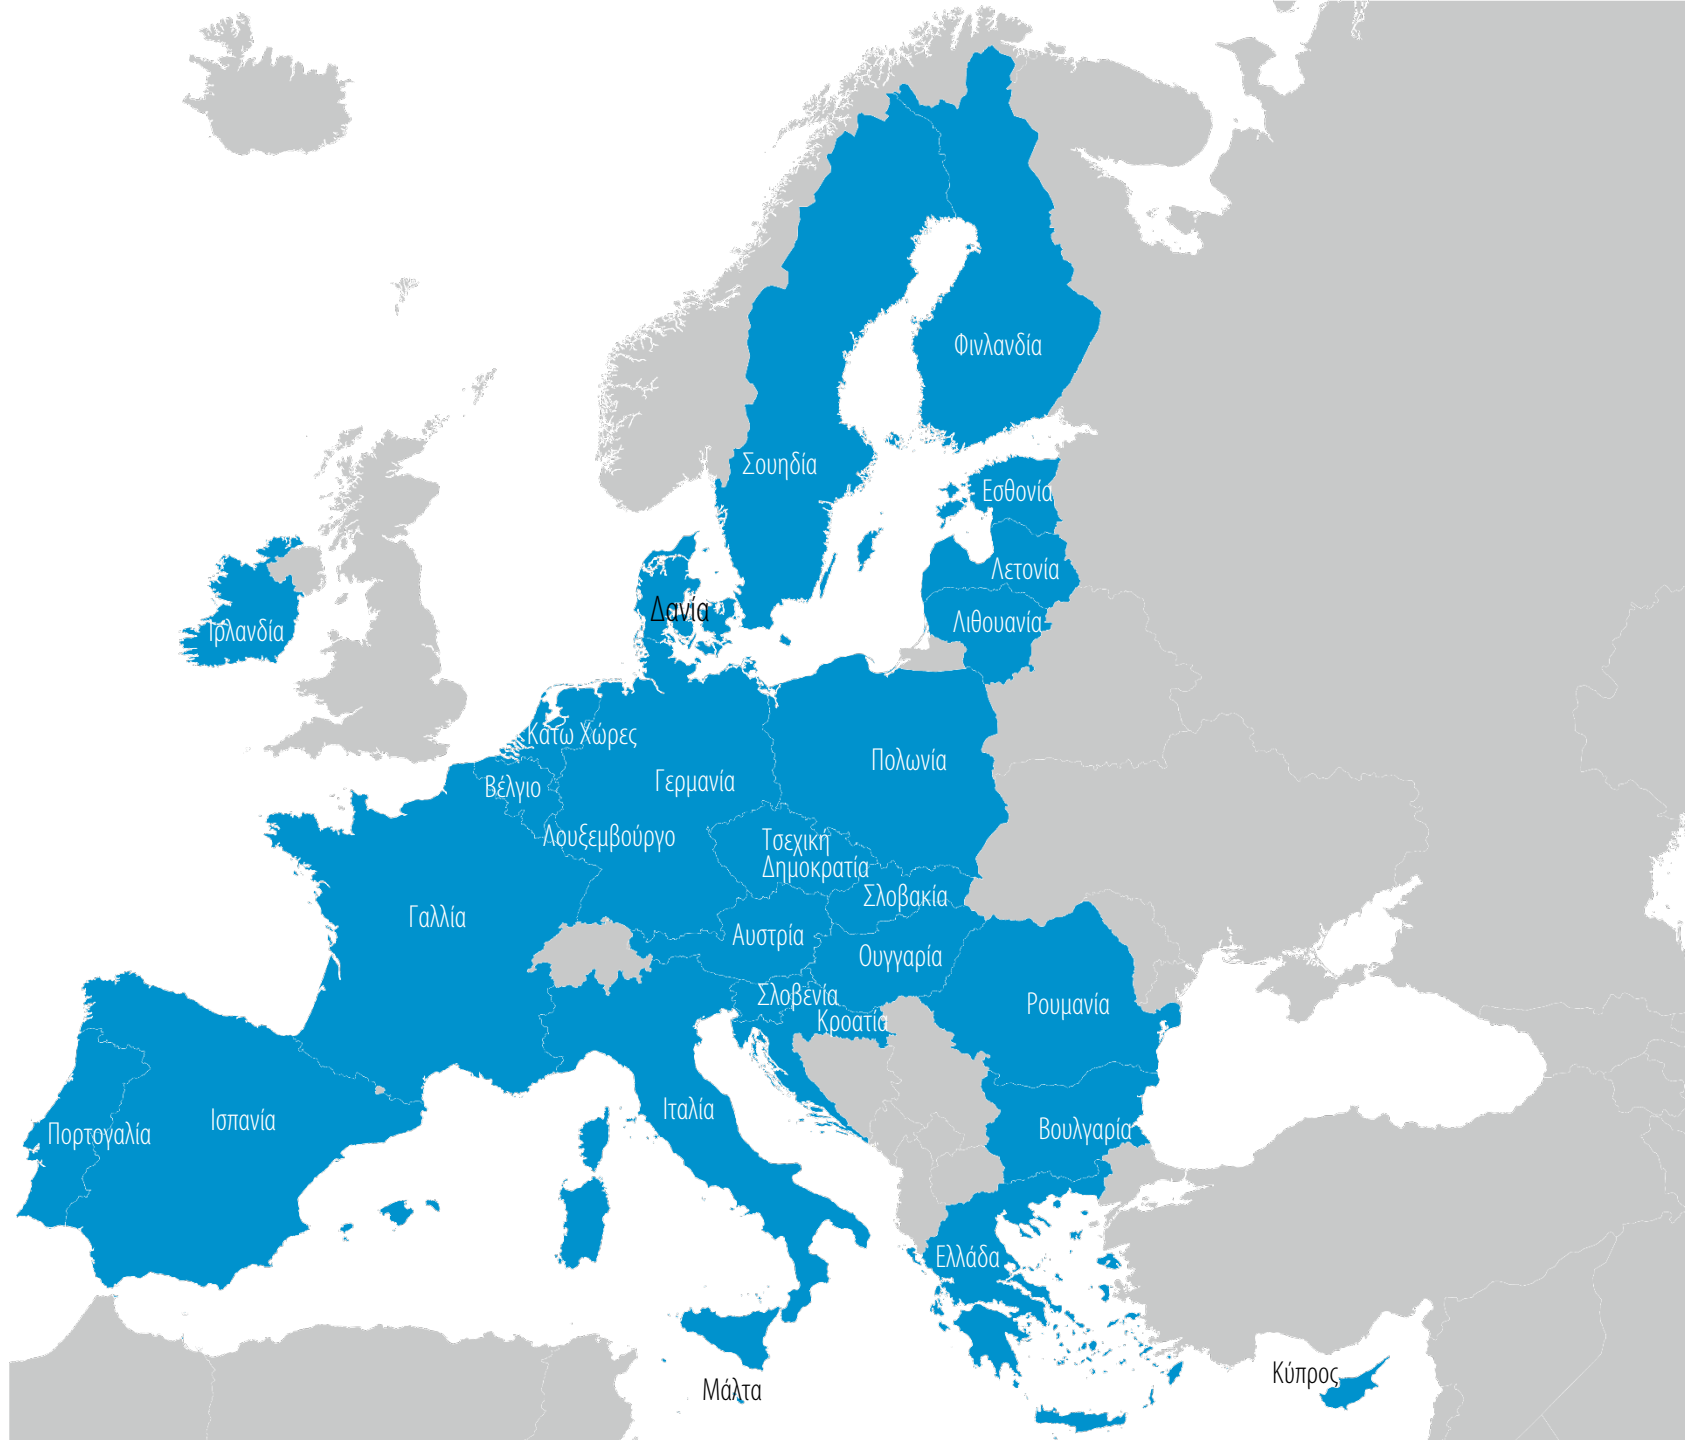 Φινλανδία
Σουηδία
Εσθονία
Λετονία
Δανία
Λιθουανία
Ιρλανδία
Κάτω Χώρες
Πολωνία
Γερμανία
Βέλγιο
Λουξεμβούργο
Τσεχική
Δημοκρατία
Σλοβακία
Γαλλία
Αυστρία
Ουγγαρία
Σλοβενία
Ρουμανία
Κροατία
Ιταλία
Ισπανία
Βουλγαρία
Πορτογαλία
Ελλάδα
Κύπρος
Μάλτα